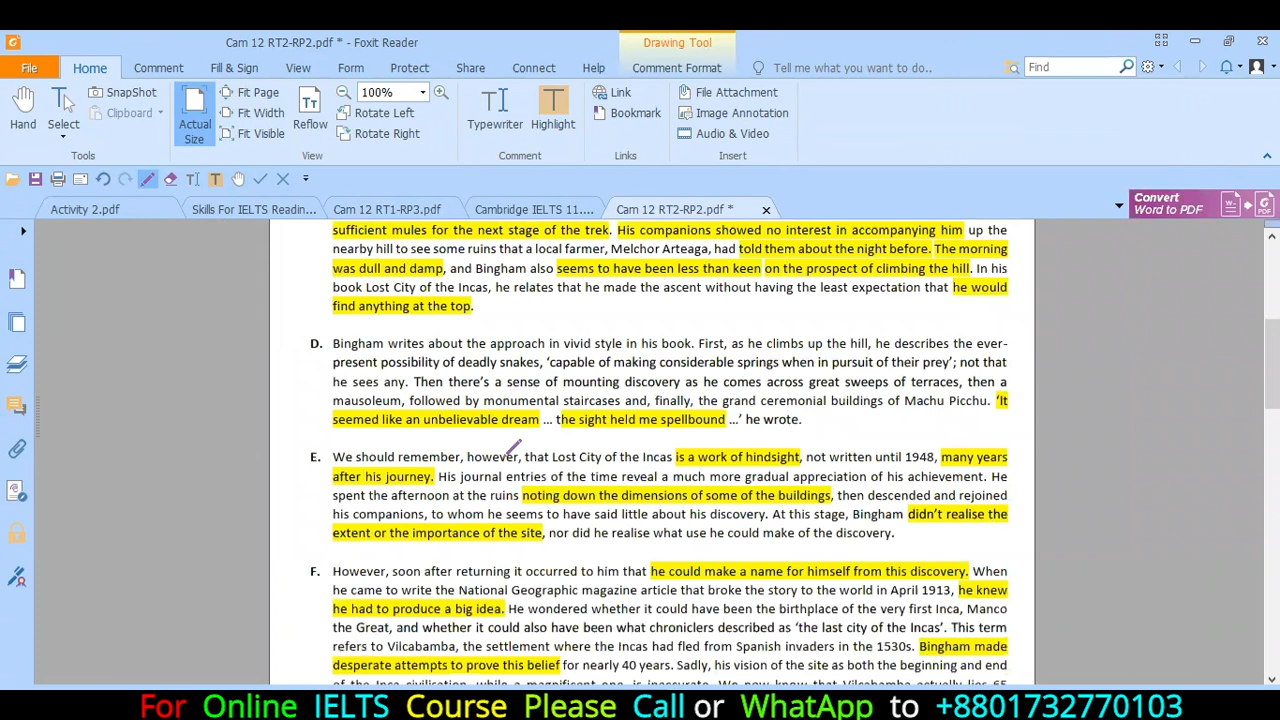 Cam 12 RT2-RP2.pdf * - Foxit Reader
Drawing Tool
File Home Comment Fill & Sign View Form Protect Share Connect Help Comment Format Tell me what you want to do... Find
Hand Select SnapShot Clipboard Actual Size Fit Page Fit Width Fit Visible Reflow 100% Rotate Left Rotate Right Typewriter Highlight Link Bookmark File Attachment Image Annotation Audio & Video
Tools View Comment Links Insert
Activity 2.pdf Skills For IELTS Readin... Cam 12 RT1-RP3.pdf Cambridge IELTS 11.... Cam 12 RT2-RP2.pdf * Convert Word to PDF
sufficient mules for the next stage of the trek. His companions showed no interest in accompanying him up the
nearby hill to see some ruins that a local farmer, Melchor Arteaga, had told them about the night before. The morning
was dull and damp, and Bingham also seems to have been less than keen on the prospect of climbing the hill. In his
book Lost City of the Incas, he relates that he made the ascent without having the least expectation that he would
find anything at the top.
D. Bingham writes about the approach in vivid style in his book. First, as he climbs up the hill, he describes the ever-
present possibility of deadly snakes, ‘capable of making considerable springs when in pursuit of their prey’; not that
he sees any. Then there’s a sense of mounting discovery as he comes across great sweeps of terraces, then a
mausoleum, followed by monumental staircases and, finally, the grand ceremonial buildings of Machu Picchu. ‘It
seemed like an unbelievable dream … the sight held me spellbound …’ he wrote.
E. We should remember, however, that Lost City of the Incas is a work of hindsight, not written until 1948, many years
after his journey. His journal entries of the time reveal a much more gradual appreciation of his achievement. He
spent the afternoon at the ruins noting down the dimensions of some of the buildings, then descended and rejoined
his companions, to whom he seems to have said little about his discovery. At this stage, Bingham didn’t realise the
extent or the importance of the site, nor did he realise what use he could make of the discovery.
F. However, soon after returning it occurred to him that he could make a name for himself from this discovery. When
he came to write the National Geographic magazine article that broke the story to the world in April 1913, he knew
he had to produce a big idea. He wondered whether it could have been the birthplace of the very first Inca, Manco
the Great, and whether it could also have been what chroniclers described as ‘the last city of the Incas’. This term
refers to Vilcabamba, the settlement where the Incas had fled from Spanish invaders in the 1530s. Bingham made
desperate attempts to prove this belief for nearly 40 years. Sadly, his vision of the site as both the beginning and end
of the Inca civilisation, while a magnificent one, is inaccurate. We now know that Vilcabamba actually lies 65
For Online IELTS Course Please Call or WhatApp to +8801732770103